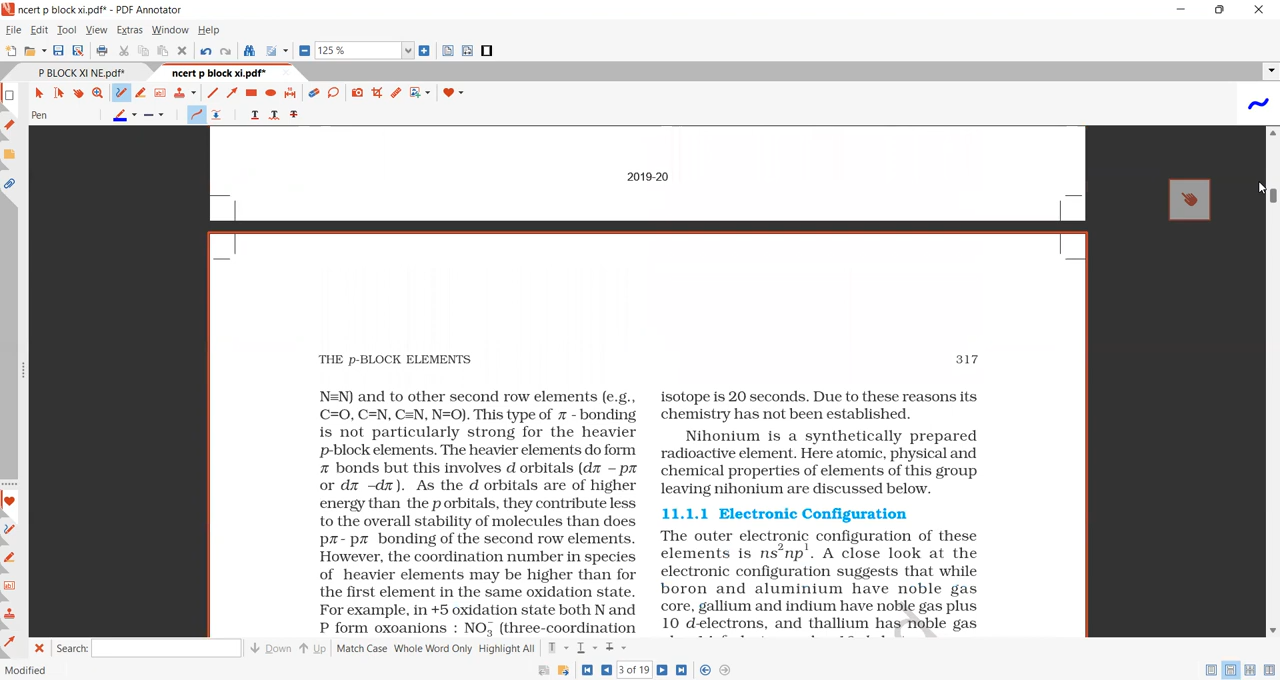 ncert p block xi.pdf* - PDF Annotator
File Edit Tool View Extras Window Help
125 %
P BLOCK XI NE.pdf* ncert p block xi.pdf*
Pen
2019-20
THE p-BLOCK ELEMENTS
N≡N) and to other second row elements (e.g.,
C=O, C=N, C≡N, N=O). This type of π - bonding
is not particularly strong for the heavier
p-block elements. The heavier elements do form
π bonds but this involves d orbitals (dπ – pπ
or dπ –dπ). As the d orbitals are of higher
energy than the p orbitals, they contribute less
to the overall stability of molecules than does
pπ - pπ bonding of the second row elements.
However, the coordination number in species
of heavier elements may be higher than for
the first element in the same oxidation state.
For example, in +5 oxidation state both N and
P form oxoanions : NO₃⁻ (three-coordination
317
isotope is 20 seconds. Due to these reasons its
chemistry has not been established.
Nihonium is a synthetically prepared
radioactive element. Here atomic, physical and
chemical properties of elements of this group
leaving nihonium are discussed below.
11.1.1 Electronic Configuration
The outer electronic configuration of these
elements is ns²np¹. A close look at the
electronic configuration suggests that while
boron and aluminium have noble gas
core, gallium and indium have noble gas plus
10 d-electrons, and thallium has noble gas
Search: Down Up Match Case Whole Word Only Highlight All
Modified 3 of 19